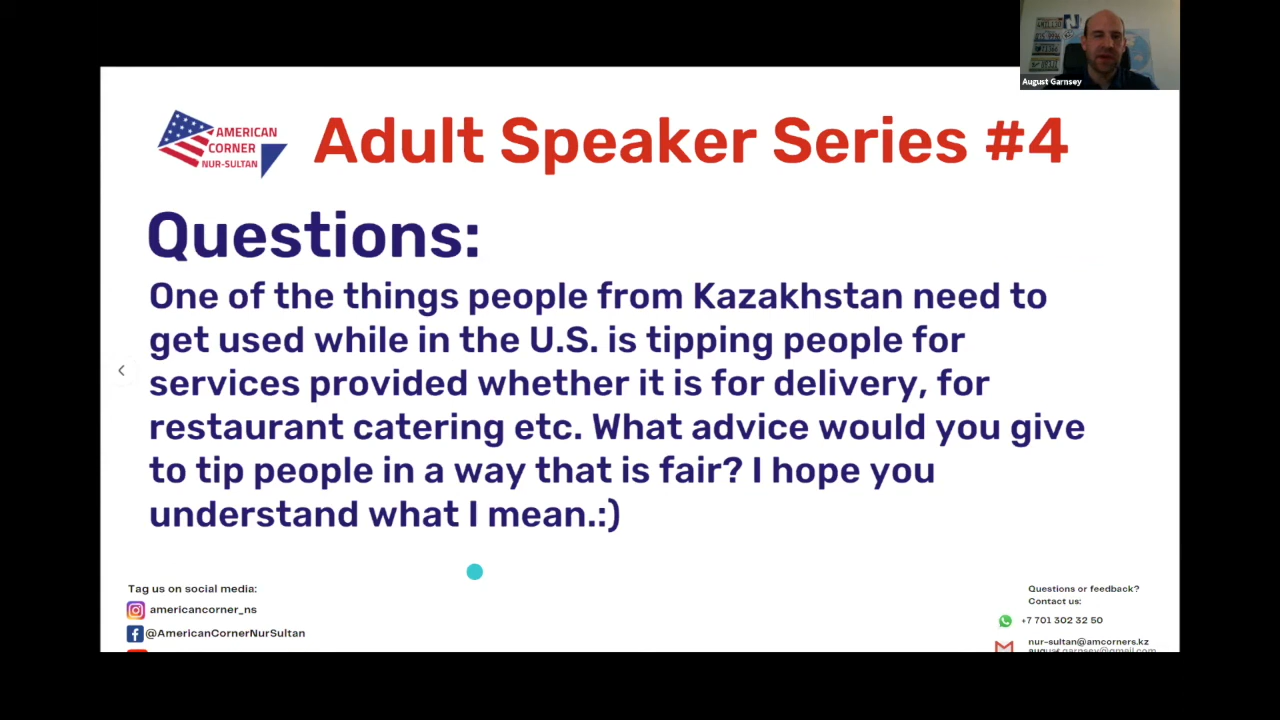 August Garnsey
AMERICAN
CORNER
NUR-SULTAN
Adult Speaker Series #4
Questions:
One of the things people from Kazakhstan need to
get used while in the U.S. is tipping people for
services provided whether it is for delivery, for
restaurant catering etc. What advice would you give
to tip people in a way that is fair? I hope you
understand what I mean.:)
Tag us on social media:
americancorner_ns
@AmericanCornerNurSultan
Questions or feedback?
Contact us:
+7 701 302 32 50
nur-sultan@amcorners.kz
august.garnsey@gmail.com